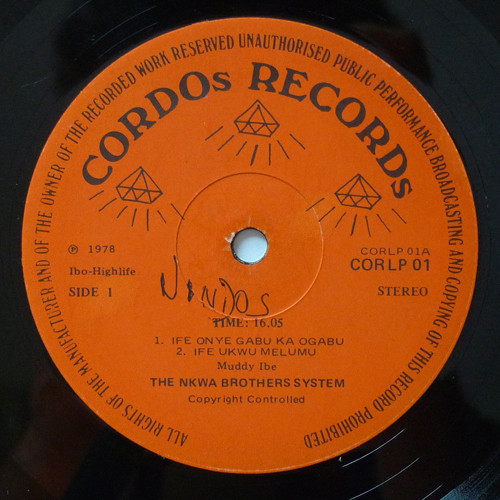 ALL RIGHTS OF THE MANUFACTURER AND OF THE OWNER OF THE RECORDED WORK RESERVED UNAUTHORISED PUBLIC PERFORMANCE BROADCASTING AND COPYING OF THIS RECORD PROHIBITED
CORDOs RECORDs
℗ 1978
CORLP 01A
Ibo-Highlife
CORLP 01
SIDE 1
STEREO
TIME: 16.05
1. IFE ONYE GABU KA OGABU
2. IFE UKWU MELUMU
Muddy Ibe
THE NKWA BROTHERS SYSTEM
Copyright Controlled